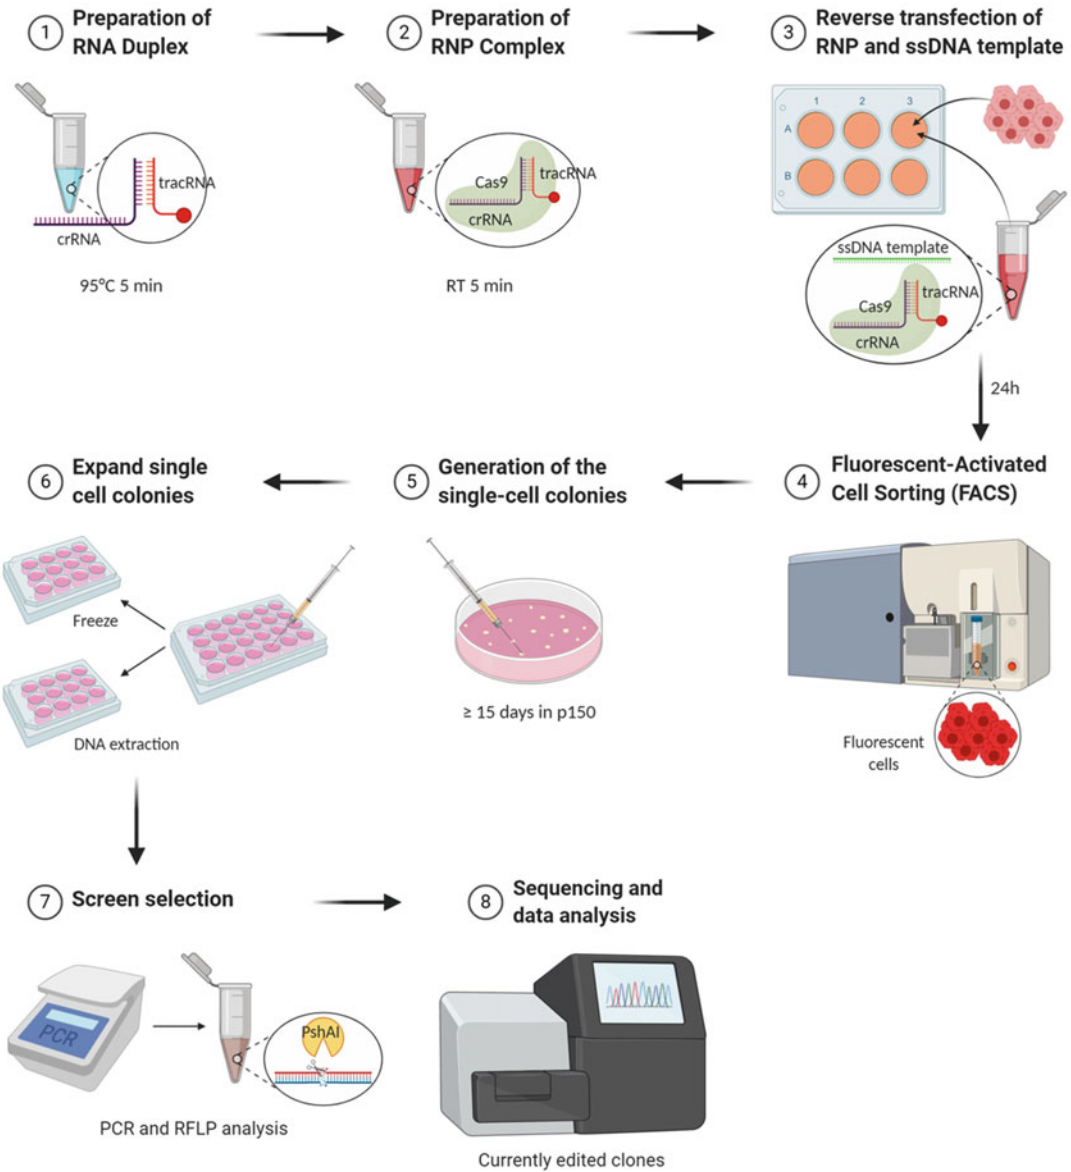 1
Preparation of
RNA Duplex
tracRNA
crRNA
95°C 5 min
2
Preparation of
RNP Complex
Cas9
tracRNA
crRNA
RT 5 min
3
Reverse transfection of
RNP and ssDNA template
1 2 3
A
B
ssDNA template
Cas9
tracRNA
crRNA
24h
4
Fluorescent-Activated
Cell Sorting (FACS)
Fluorescent
cells
5
Generation of the
single-cell colonies
≥ 15 days in p150
6
Expand single
cell colonies
Freeze
DNA extraction
7
Screen selection
PCR
PshAI
PCR and RFLP analysis
8
Sequencing and
data analysis
Currently edited clones